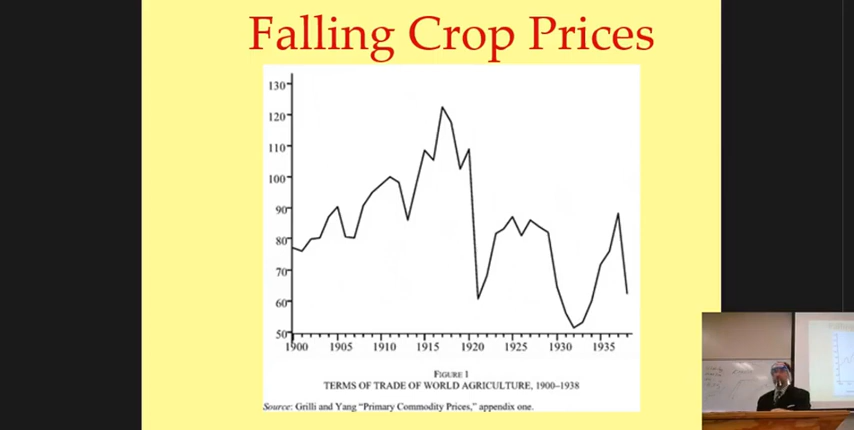 Falling Crop Prices
130
120
110
100
90
80
70
60
50
1900 1905 1910 1915 1920 1925 1930 1935
FIGURE 1
TERMS OF TRADE OF WORLD AGRICULTURE, 1900–1938
Source: Grilli and Yang “Primary Commodity Prices,” appendix one.